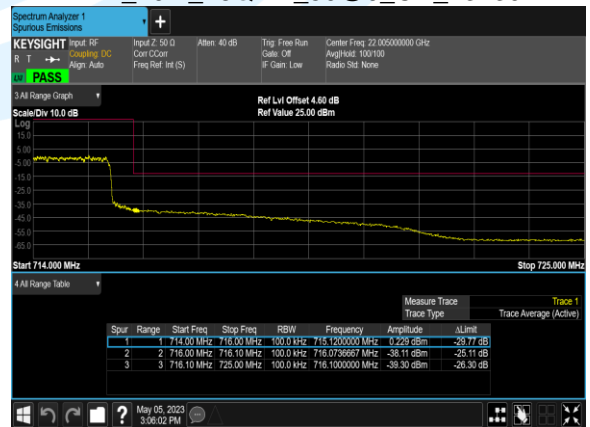 Spectrum Analyzer 1
Spurious Emissions
+
KEYSIGHT Input: RF Input Z: 50 Ω Atten: 40 dB Trig: Free Run Center Freq: 22.005000000 GHz
R T Coupling: DC Corr CCorr Gate: Off Avg|Hold: 100/100
Align: Auto Freq Ref: Int (S) IF Gain: Low Radio Std: None
LW PASS
3 All Range Graph
Ref Lvl Offset 4.60 dB
Scale/Div 10.0 dB Ref Value 25.00 dBm
Log
15.0
5.00
-5.00
-15.0
-25.0
-35.0
-45.0
-55.0
-65.0
Start 714.000 MHz Stop 725.000 MHz
4 All Range Table
Measure Trace Trace 1
Trace Type Trace Average (Active)
Spur Range Start Freq Stop Freq RBW Frequency Amplitude ΔLimit
1 1 714.00 MHz 716.00 MHz 100.0 kHz 715.1200000 MHz 0.229 dBm -29.77 dB
2 2 716.00 MHz 716.10 MHz 100.0 kHz 716.0736667 MHz -38.11 dBm -25.11 dB
3 3 716.10 MHz 725.00 MHz 100.0 kHz 716.1000000 MHz -39.30 dBm -26.30 dB
? May 05, 2023
3:06:02 PM